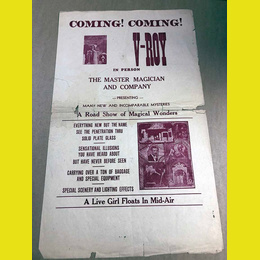 COMING! COMING!
V-ROY
IN PERSON
THE MASTER MAGICIAN
AND COMPANY
PRESENTING
MANY NEW AND INCOMPARABLE MYSTERIES
A Road Show of Magical Wonders
EVERYTHING NEW BUT THE NAME
SEE THE PENETRATION THRU
SOLID PLATE GLASS
SENSATIONAL ILLUSIONS
YOU HAVE HEARD ABOUT
BUT HAVE NEVER BEFORE SEEN
CARRYING OVER A TON OF BAGGAGE
AND SPECIAL EQUIPMENT
SPECIAL SCENERY AND LIGHTING EFFECTS
A Live Girl Floats In Mid-Air